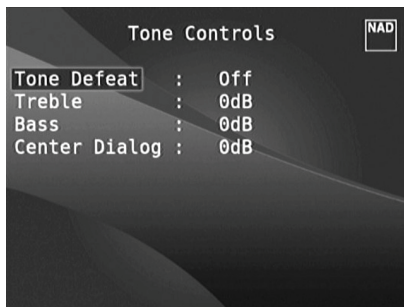 Tone Controls
NAD
Tone Defeat : Off
Treble : 0dB
Bass : 0dB
Center Dialog : 0dB